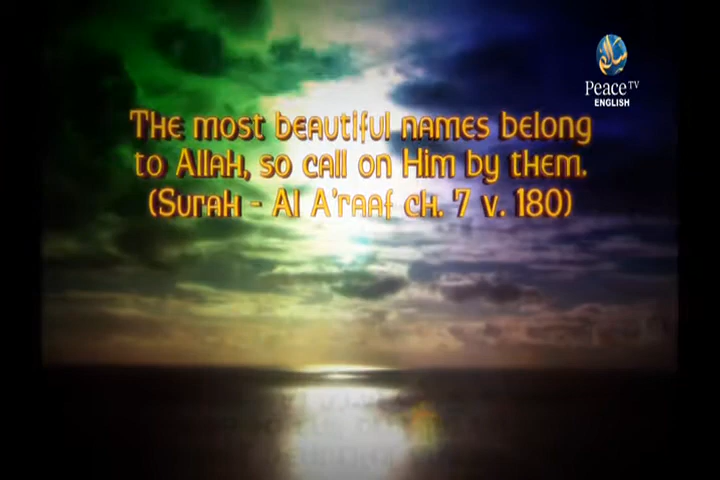 Peace TV
ENGLISH
The most beautiful names belong
to Allah, so call on Him by them.
(Surah - Al A'raaf ch. 7 v. 180)